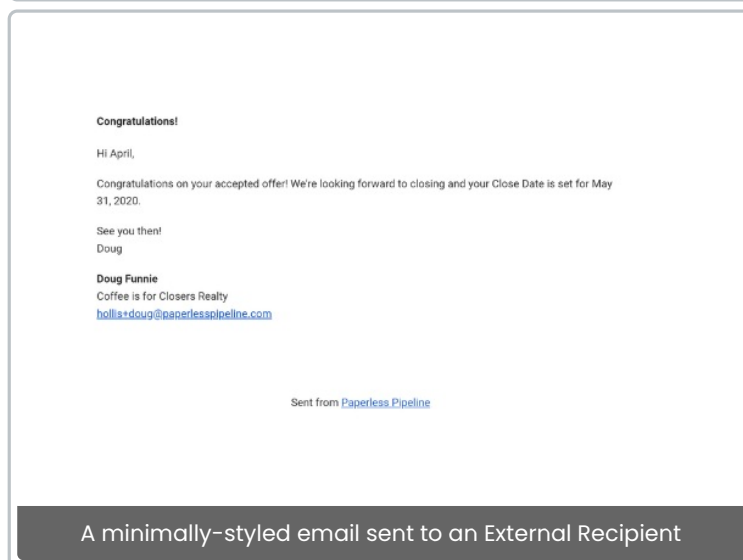 Congratulations!
Hi April,
Congratulations on your accepted offer! We're looking forward to closing and your Close Date is set for May
31, 2020.
See you then!
Doug
Doug Funnie
Coffee is for Closers Realty
hollis+doug@paperlesspipeline.com
Sent from Paperless Pipeline
A minimally-styled email sent to an External Recipient